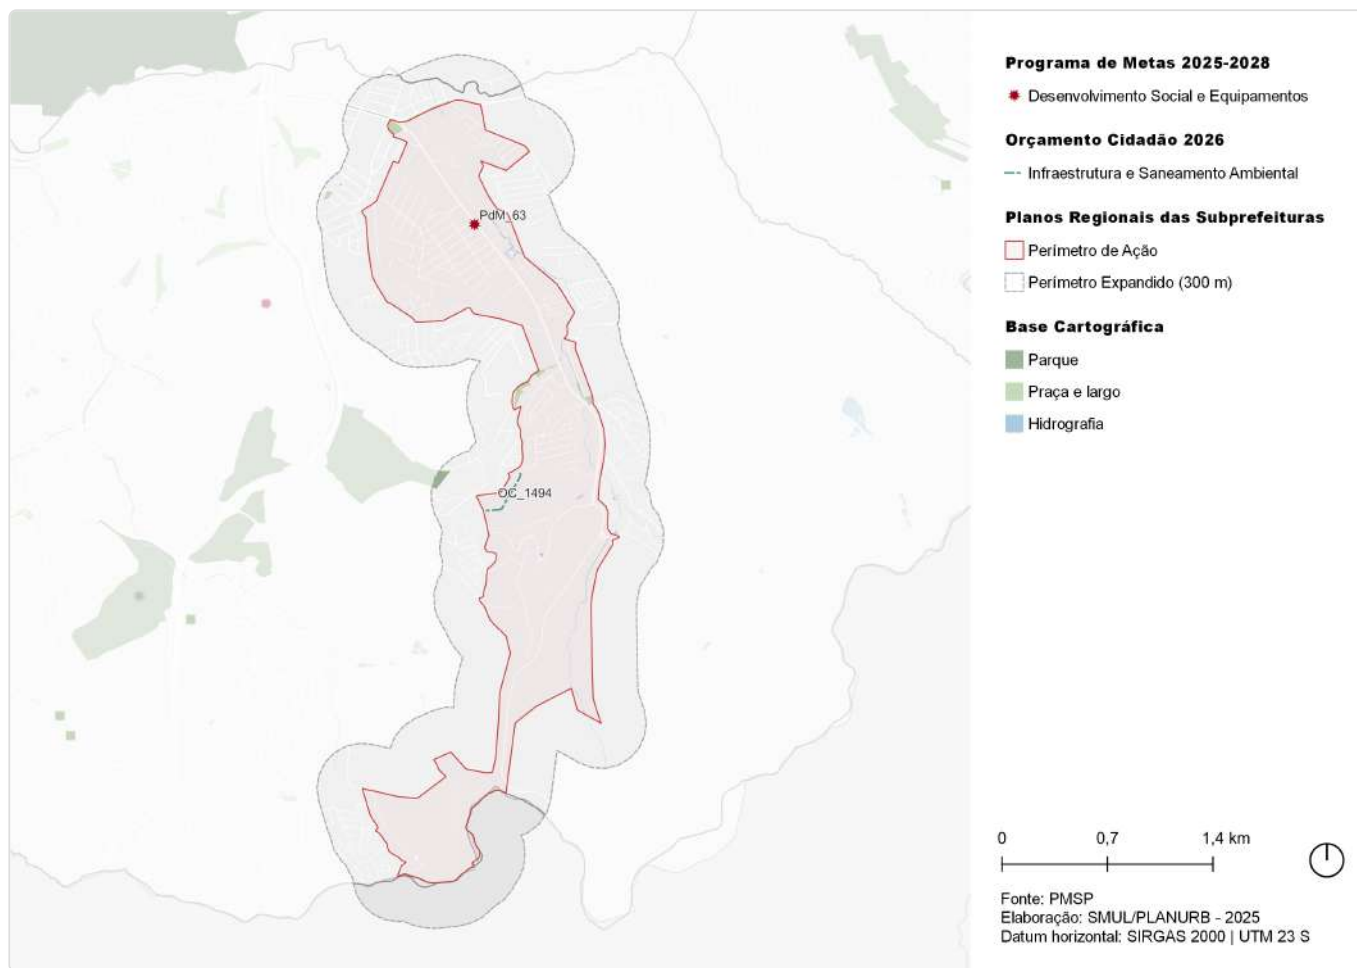 PdM_63
OC_1494
Programa de Metas 2025-2028
Desenvolvimento Social e Equipamentos
Orçamento Cidadão 2026
Infraestrutura e Saneamento Ambiental
Planos Regionais das Subprefeituras
Perímetro de Ação
Perímetro Expandido (300 m)
Base Cartográfica
Parque
Praça e largo
Hidrografia
0 0,7 1,4 km
Fonte: PMSP
Elaboração: SMUL/PLANURB - 2025
Datum horizontal: SIRGAS 2000 | UTM 23 S